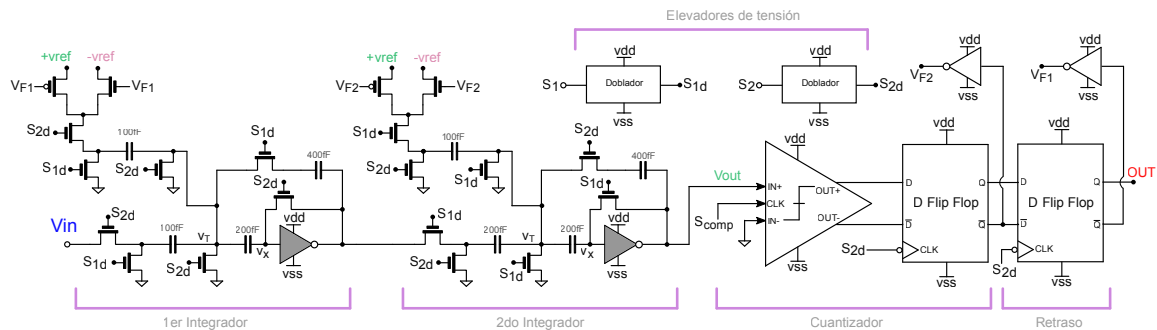 Elevadores de tensión
+vref
-vref
+vref
-vref
vdd
vdd
vdd
vdd
VF1
VF1
VF2
VF2
S1
Doblador
S1d
S2
Doblador
S2d
VF2
VF1
vss
vss
vss
vss
S2d
100fF
S1d
S1d
100fF
S2d
vdd
vdd
vdd
S1d
S2d
400fF
S2d
S1d
400fF
Vout
IN+
OUT+
D
Q
D
Q
OUT
S2d
S1d
CLK
D Flip Flop
D Flip Flop
Vin
S2d
Scomp
IN-
OUT-
D
Q
D
Q
100fF
200fF
vdd
S1d
200fF
200fF
vdd
vT
vx
vT
vx
S2d
CLK
S2d
CLK
S1d
S2d
vss
S2d
S1d
vss
vss
vss
vss
1er Integrador
2do Integrador
Cuantizador
Retraso